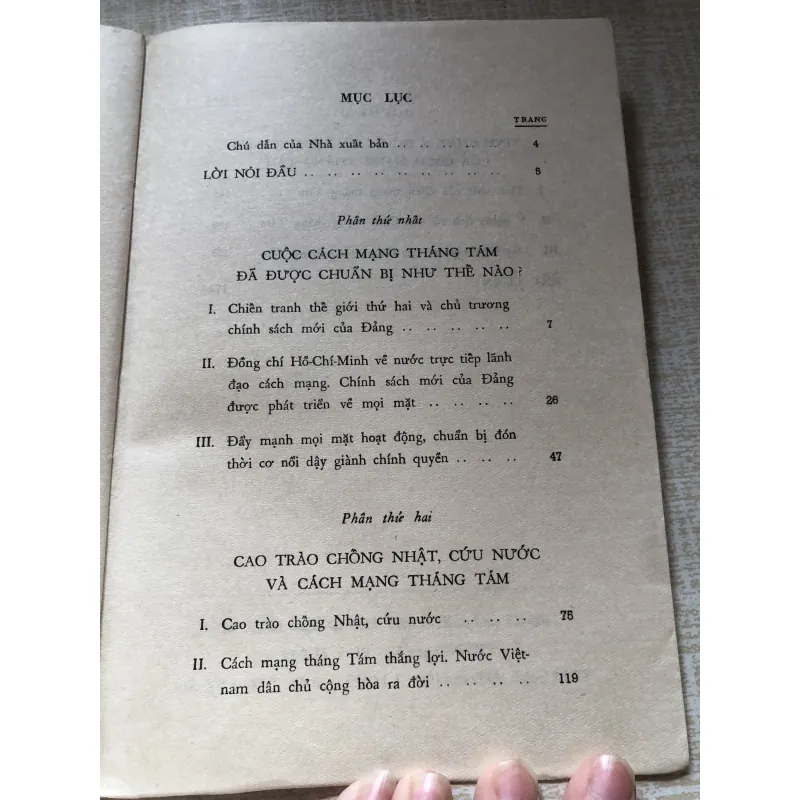 MỤC LỤC
TRANG
Chú dẫn của Nhà xuất bản .. .. .. .. .. 4
LỜI NÓI ĐẦU .. .. .. .. .. .. .. .. .. .. 5
Phần thứ nhất
CUỘC CÁCH MẠNG THÁNG TÁM
ĐÃ ĐƯỢC CHUẨN BỊ NHƯ THẾ NÀO?
I. Chiến tranh thế giới thứ hai và chủ trương
chính sách mới của Đảng .. .. .. .. .. 7
II. Đồng chí Hồ-Chí-Minh về nước trực tiếp lãnh
đạo cách mạng. Chính sách mới của Đảng
được phát triển về mọi mặt .. .. .. .. 26
III. Đẩy mạnh mọi mặt hoạt động, chuẩn bị đón
thời cơ nổi dậy giành chính quyền .. .. .. 47
Phần thứ hai
CAO TRÀO CHỐNG NHẬT, CỨU NƯỚC
VÀ CÁCH MẠNG THÁNG TÁM
I. Cao trào chống Nhật, cứu nước .. .. .. 75
II. Cách mạng tháng Tám thắng lợi. Nước Việt-
nam dân chủ cộng hòa ra đời .. .. .. .. 119